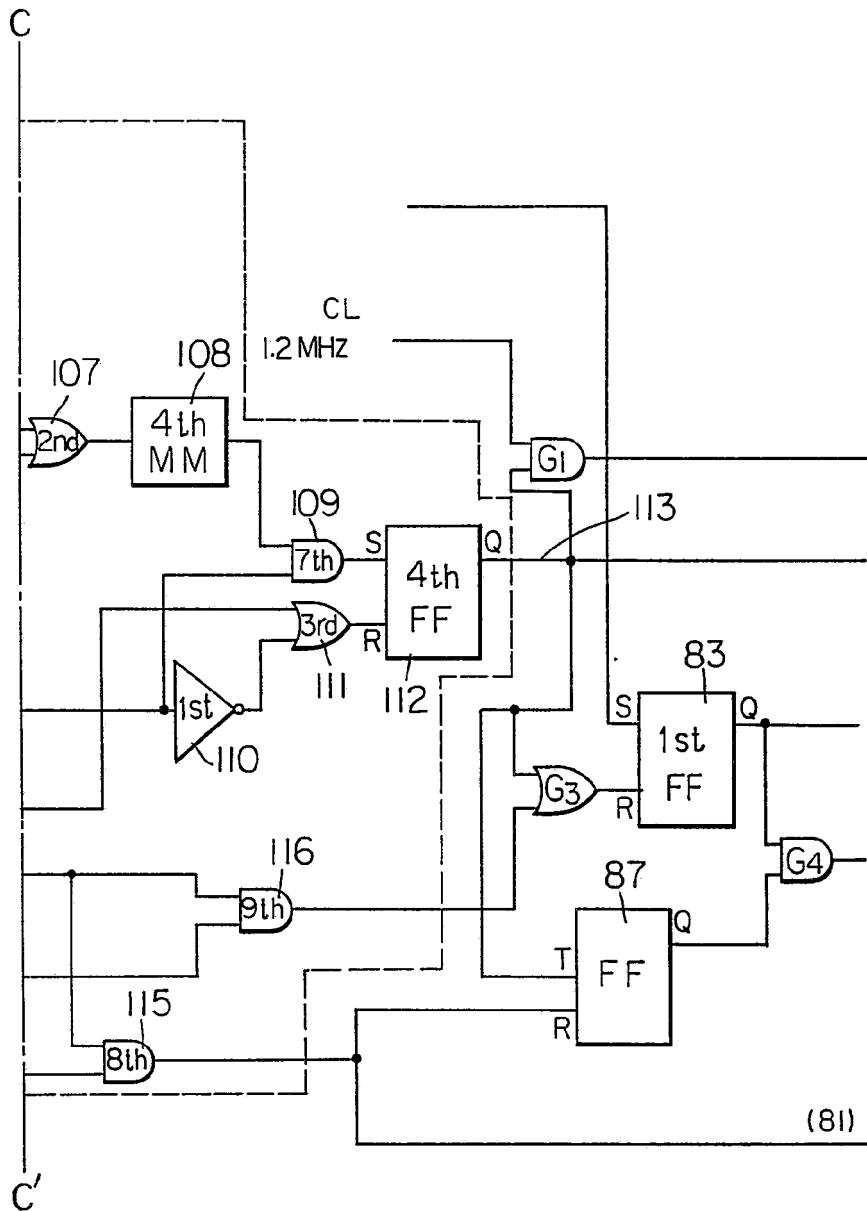 C
CL
1.2 MHz
107
108
2nd
4th
MM
G1
109
113
7th
S
Q
4th
FF
3rd
R
111
112
83
1st
110
S
Q
1st
FF
G3
R
116
G4
9th
87
Q
T
FF
115
R
8th
(81)
C'